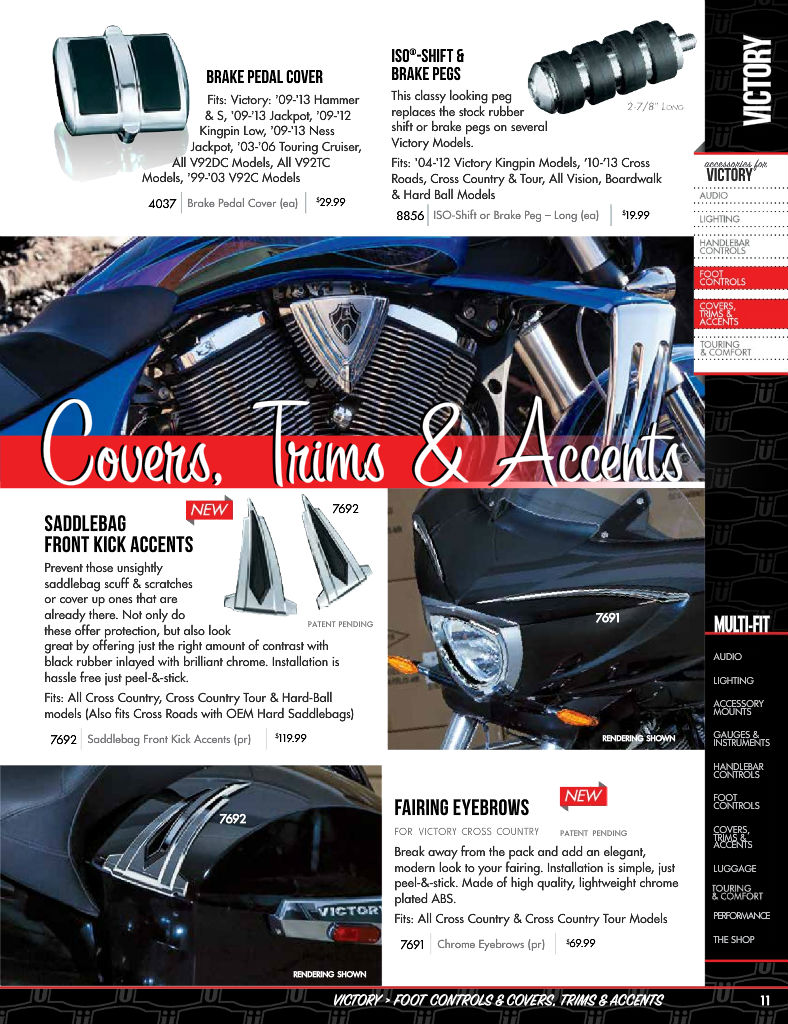 BRAKE PEDAL COVER
Fits: Victory: '09-'13 Hammer
& S, '09-'13 Jackpot, '09-'12
Kingpin Low, '09-'13 Ness
Jackpot, '03-'06 Touring Cruiser,
All V92DC Models, All V92TC
Models, '99-'03 V92C Models
4037 Brake Pedal Cover (ea) $29.99
ISO®-SHIFT &
BRAKE PEGS
2-7/8" LONG
This classy looking peg
replaces the stock rubber
shift or brake pegs on several
Victory Models.
Fits: '04-'12 Victory Kingpin Models, '10-'13 Cross
Roads, Cross Country & Tour, All Vision, Boardwalk
& Hard Ball Models
8856 ISO-Shift or Brake Peg – Long (ea) $19.99
VICTORY
accessories for
VICTORY
AUDIO
LIGHTING
HANDLEBAR
CONTROLS
FOOT
CONTROLS
COVERS,
TRIMS &
ACCENTS
TOURING
& COMFORT
Covers, Trims & Accents
SADDLEBAG
FRONT KICK ACCENTS
NEW
7692
PATENT PENDING
Prevent those unsightly
saddlebag scuff & scratches
or cover up ones that are
already there. Not only do
these offer protection, but also look
great by offering just the right amount of contrast with
black rubber inlayed with brilliant chrome. Installation is
hassle free just peel-&-stick.
Fits: All Cross Country, Cross Country Tour & Hard-Ball
models (Also fits Cross Roads with OEM Hard Saddlebags)
7692 Saddlebag Front Kick Accents (pr) $119.99
7691
RENDERING SHOWN
7692
VICTORY
RENDERING SHOWN
FAIRING EYEBROWS
NEW
FOR VICTORY CROSS COUNTRY
PATENT PENDING
Break away from the pack and add an elegant,
modern look to your fairing. Installation is simple, just
peel-&-stick. Made of high quality, lightweight chrome
plated ABS.
Fits: All Cross Country & Cross Country Tour Models
7691 Chrome Eyebrows (pr) $69.99
MULTI-FIT
AUDIO
LIGHTING
ACCESSORY
MOUNTS
GAUGES &
INSTRUMENTS
HANDLEBAR
CONTROLS
FOOT
CONTROLS
COVERS,
TRIMS &
ACCENTS
LUGGAGE
TOURING
& COMFORT
PERFORMANCE
THE SHOP
VICTORY > FOOT CONTROLS & COVERS, TRIMS & ACCENTS
11